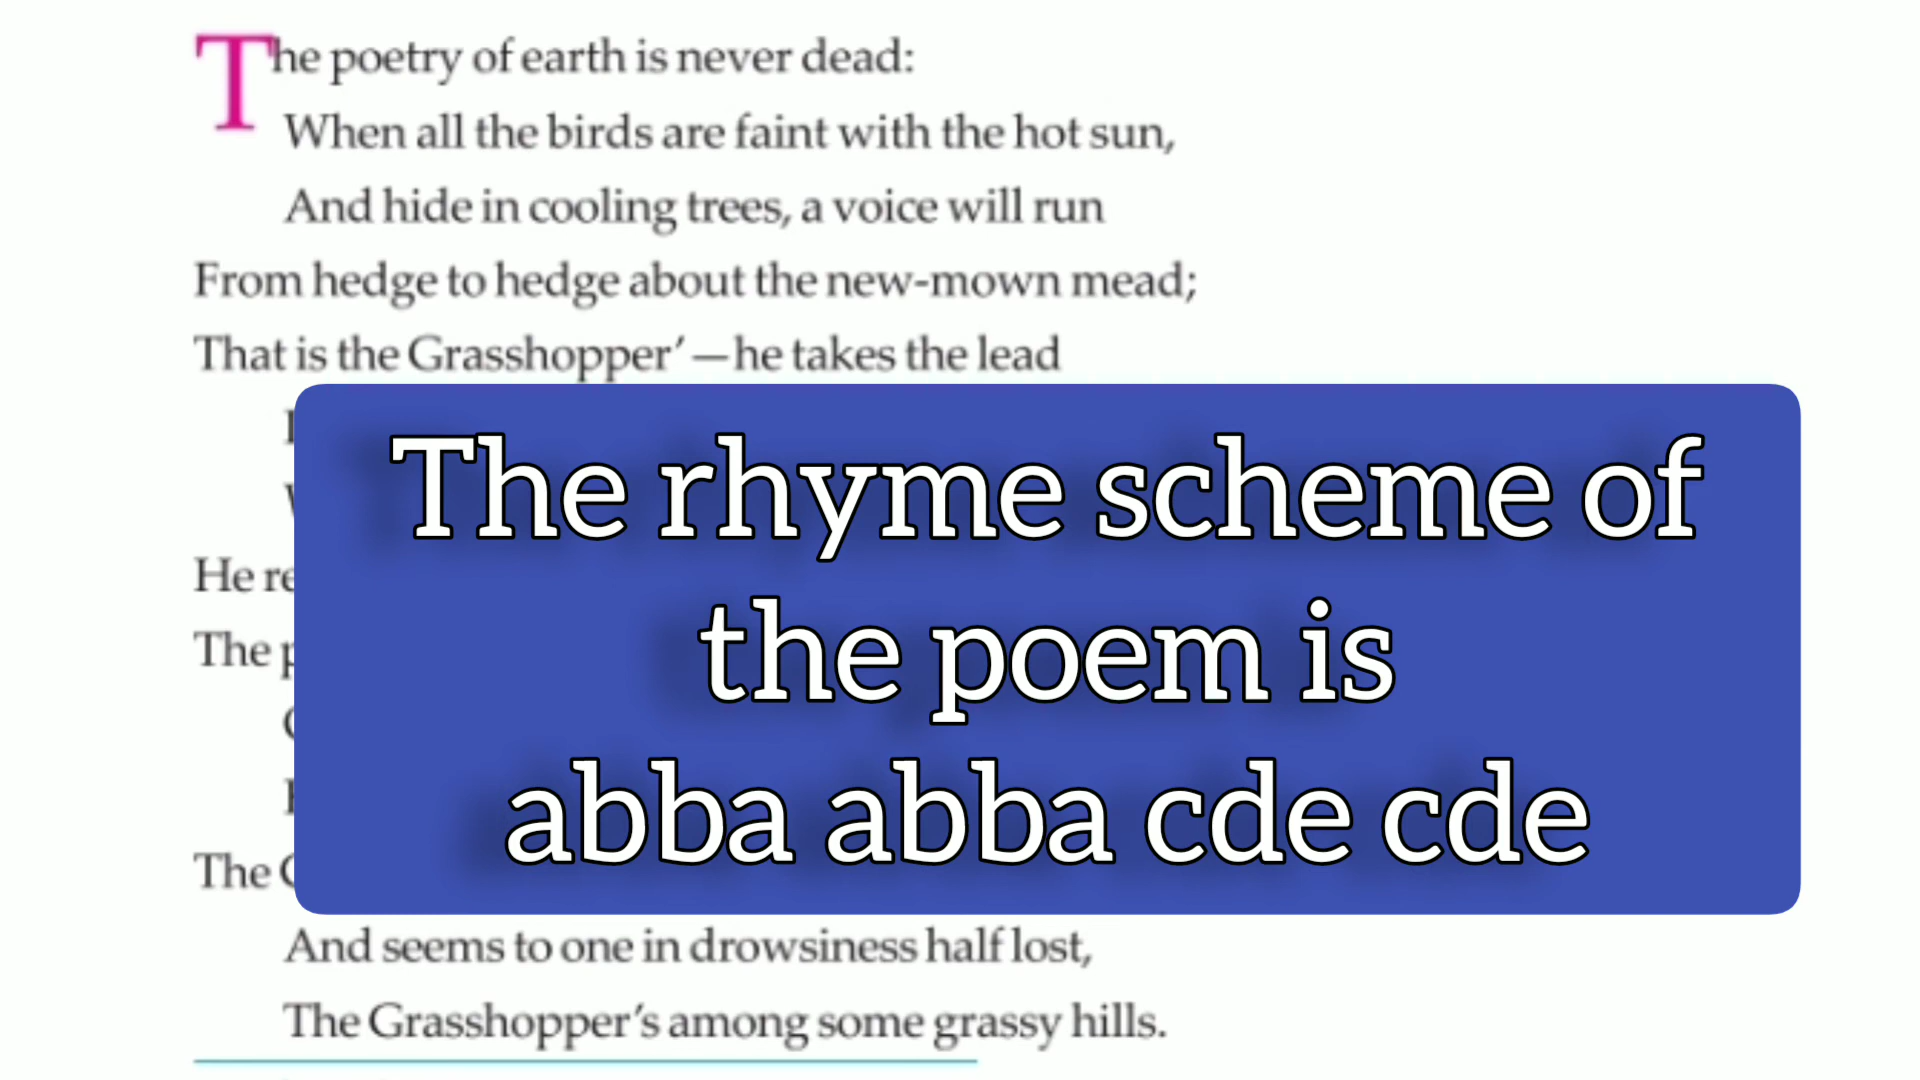 The poetry of earth is never dead:
When all the birds are faint with the hot sun,
And hide in cooling trees, a voice will run
From hedge to hedge about the new-mown mead;
That is the Grasshopper’—he takes the lead
The rhyme scheme of
He
the poem is
The
abba abba cde cde
The
And seems to one in drowsiness half lost,
The Grasshopper’s among some grassy hills.